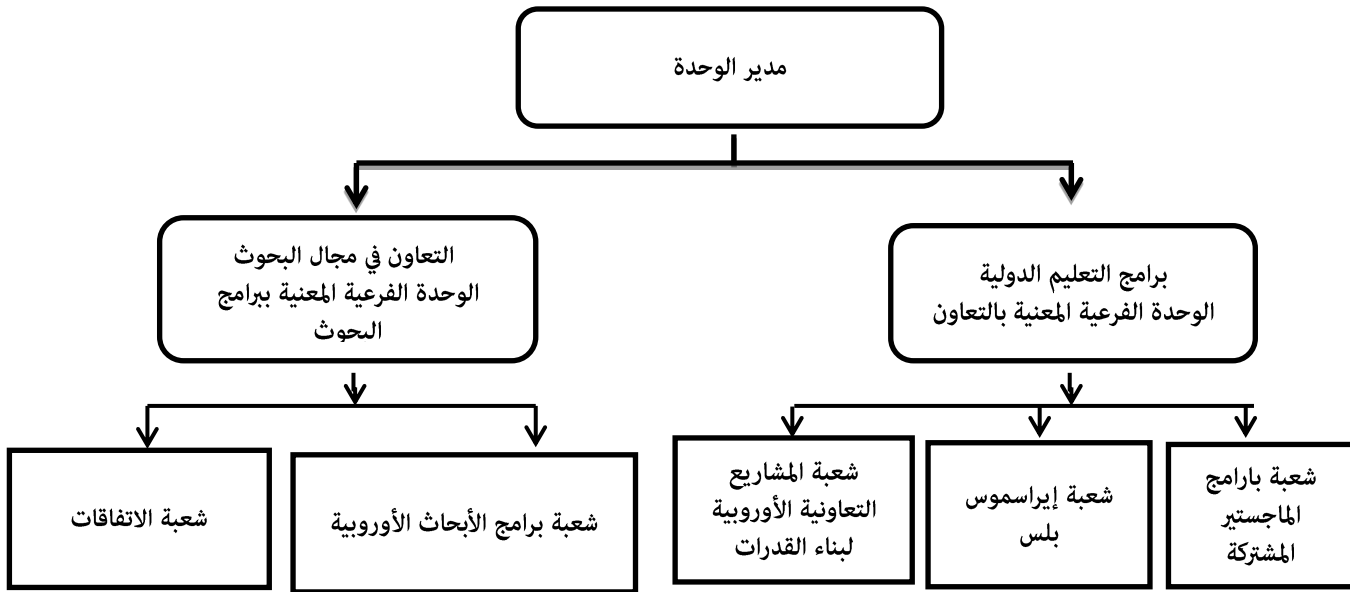 مدير الوحدة
برامج التعليم الدولية
الوحدة الفرعية المعنية بالتعاون
التعاون في مجال البحوث
الوحدة الفرعية المعنية ببرامج
البحوث
شعبة بارامج
الماجستير
المشتركة
شعبة إيراسموس
بلس
شعبة المشاريع
التعاونية الأوروبية
لبناء القدرات
شعبة برامج الأبحاث الأوروبية
شعبة الاتفاقات